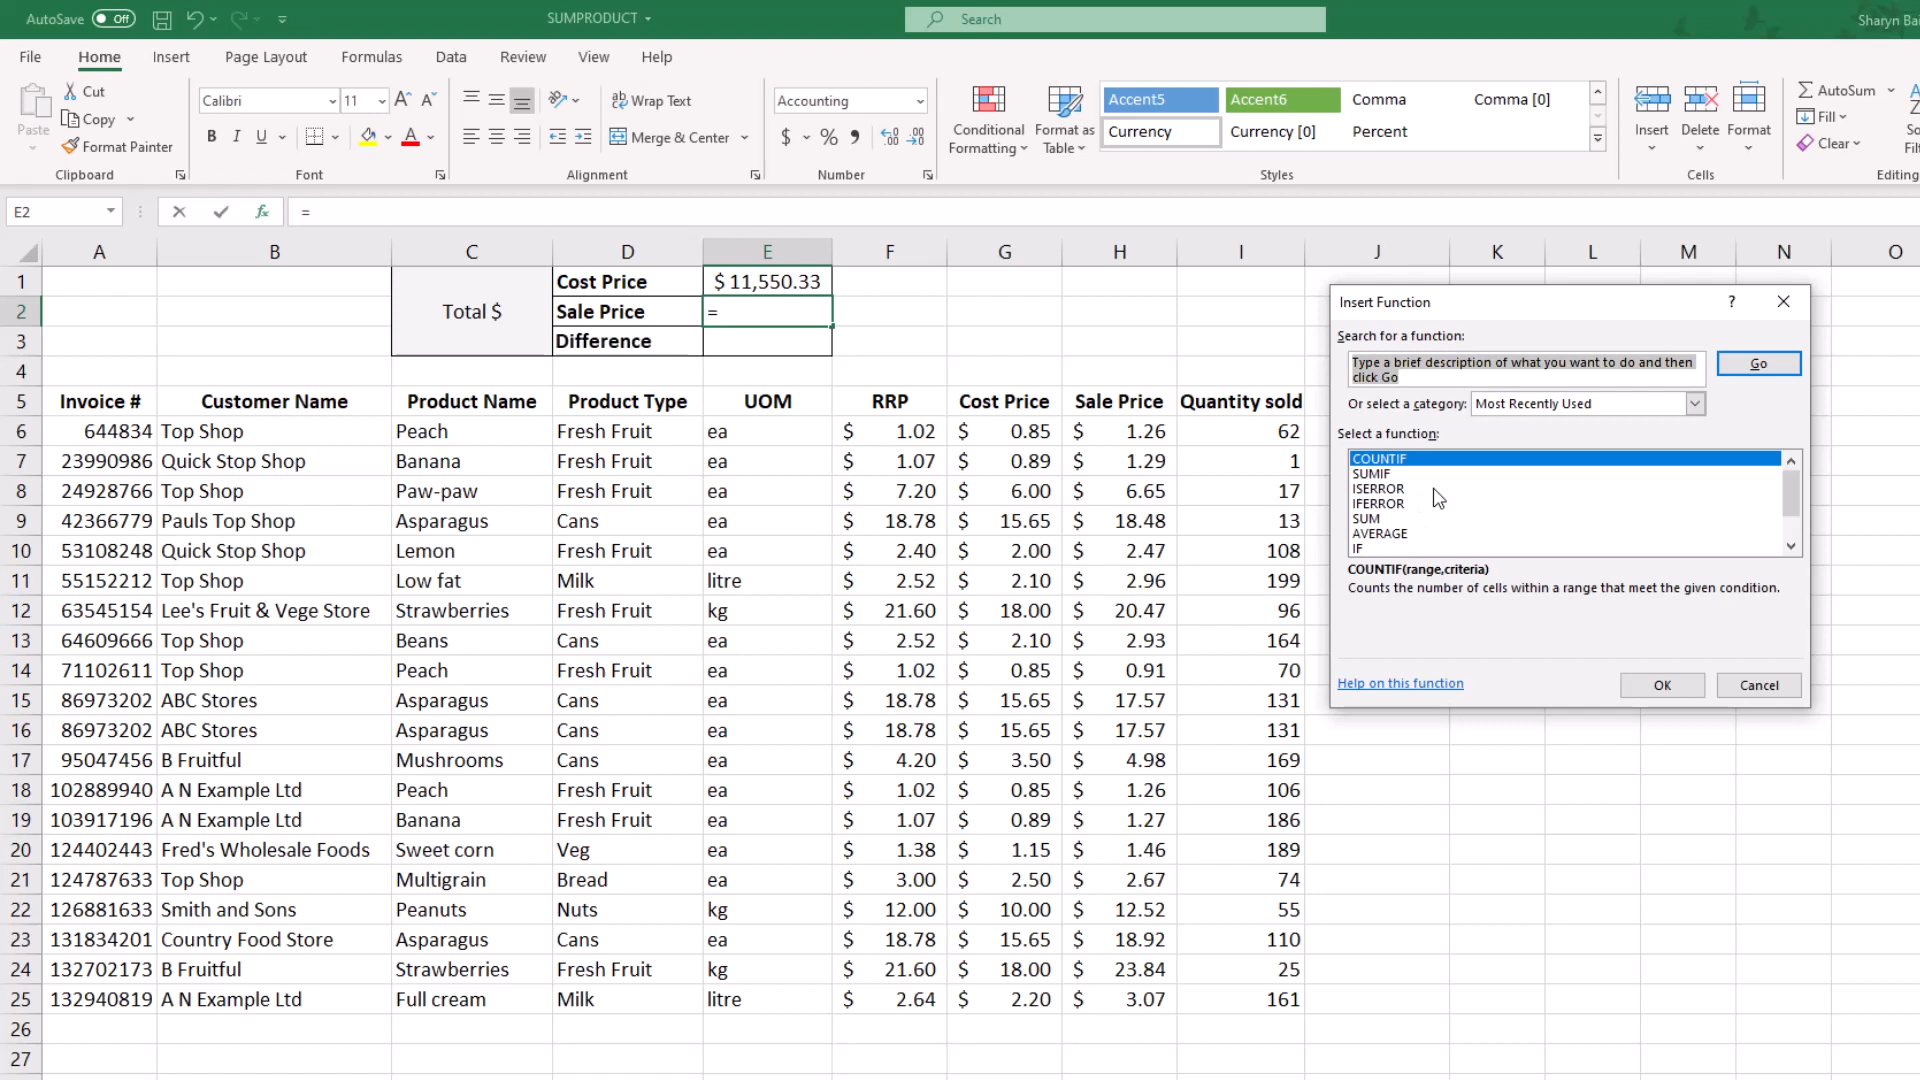 AutoSave Off SUMPRODUCT Search Sharyn Bai
File Home Insert Page Layout Formulas Data Review View Help
Paste Cut Copy Format Painter
Clipboard
Calibri 11
B I U
Font
Wrap Text
Merge & Center
Alignment
Accounting
$ %
Number
Conditional Formatting
Format as Table
Accent5 Accent6 Comma Comma [0]
Currency Currency [0] Percent
Styles
Insert Delete Format
Cells
AutoSum
Fill
Clear
Editing
E2 fx =
A B C D E F G H I J K L M N O
1 Total $ Cost Price $ 11,550.33
2 Sale Price =
3 Difference
4
5 Invoice # Customer Name Product Name Product Type UOM RRP Cost Price Sale Price Quantity sold
6 644834 Top Shop Peach Fresh Fruit ea $ 1.02 $ 0.85 $ 1.26 62
7 23990986 Quick Stop Shop Banana Fresh Fruit ea $ 1.07 $ 0.89 $ 1.29 1
8 24928766 Top Shop Paw-paw Fresh Fruit ea $ 7.20 $ 6.00 $ 6.65 17
9 42366779 Pauls Top Shop Asparagus Cans ea $ 18.78 $ 15.65 $ 18.48 13
10 53108248 Quick Stop Shop Lemon Fresh Fruit ea $ 2.40 $ 2.00 $ 2.47 108
11 55152212 Top Shop Low fat Milk litre $ 2.52 $ 2.10 $ 2.96 199
12 63545154 Lee's Fruit & Vege Store Strawberries Fresh Fruit kg $ 21.60 $ 18.00 $ 20.47 96
13 64609666 Top Shop Beans Cans ea $ 2.52 $ 2.10 $ 2.93 164
14 71102611 Top Shop Peach Fresh Fruit ea $ 1.02 $ 0.85 $ 0.91 70
15 86973202 ABC Stores Asparagus Cans ea $ 18.78 $ 15.65 $ 17.57 131
16 86973202 ABC Stores Asparagus Cans ea $ 18.78 $ 15.65 $ 17.57 131
17 95047456 B Fruitful Mushrooms Cans ea $ 4.20 $ 3.50 $ 4.98 169
18 102889940 A N Example Ltd Peach Fresh Fruit ea $ 1.02 $ 0.85 $ 1.26 106
19 103917196 A N Example Ltd Banana Fresh Fruit ea $ 1.07 $ 0.89 $ 1.27 186
20 124402443 Fred's Wholesale Foods Sweet corn Veg ea $ 1.38 $ 1.15 $ 1.46 189
21 124787633 Top Shop Multigrain Bread ea $ 3.00 $ 2.50 $ 2.67 74
22 126881633 Smith and Sons Peanuts Nuts kg $ 12.00 $ 10.00 $ 12.52 55
23 131834201 Country Food Store Asparagus Cans ea $ 18.78 $ 15.65 $ 18.92 110
24 132702173 B Fruitful Strawberries Fresh Fruit kg $ 21.60 $ 18.00 $ 23.84 25
25 132940819 A N Example Ltd Full cream Milk litre $ 2.64 $ 2.20 $ 3.07 161
26
27
Insert Function ?
Search for a function:
Type a brief description of what you want to do and then
click Go
Go
Or select a category: Most Recently Used
Select a function:
COUNTIF
SUMIF
ISERROR
IFERROR
SUM
AVERAGE
IF
COUNTIF(range,criteria)
Counts the number of cells within a range that meet the given condition.
Help on this function OK Cancel